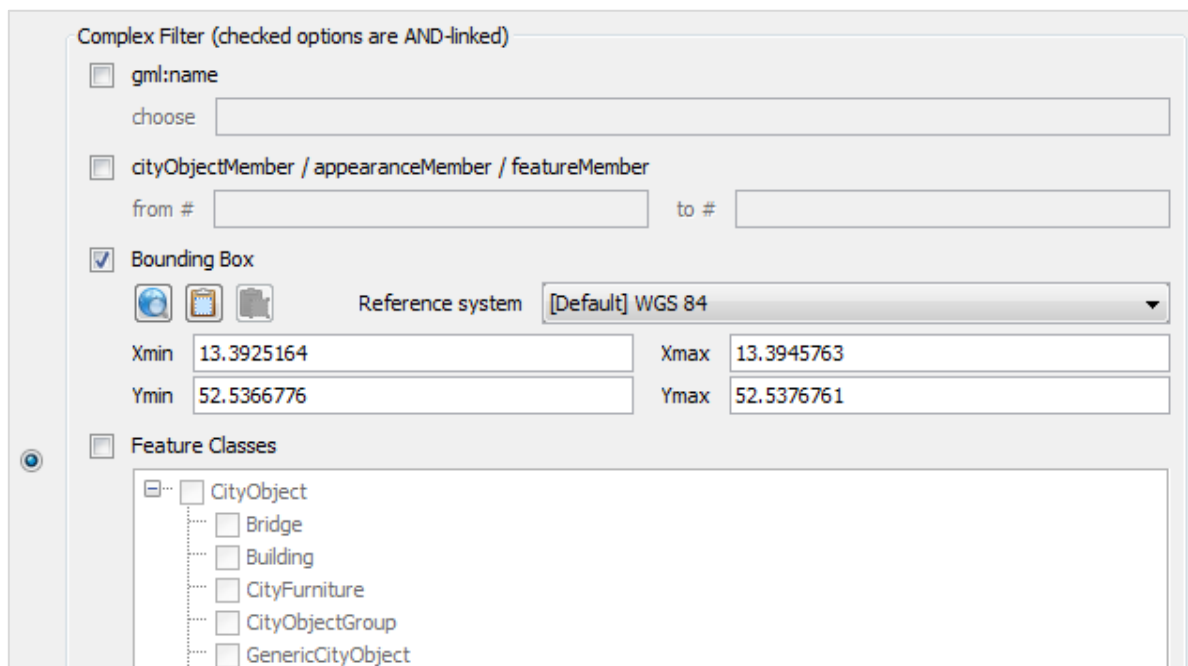 Complex Filter (checked options are AND-linked)
gml:name
choose
cityObjectMember / appearanceMember / featureMember
from # to #
Bounding Box
Reference system [Default] WGS 84
Xmin 13.3925164 Xmax 13.3945763
Ymin 52.5366776 Ymax 52.5376761
Feature Classes
CityObject
Bridge
Building
CityFurniture
CityObjectGroup
GenericCityObject